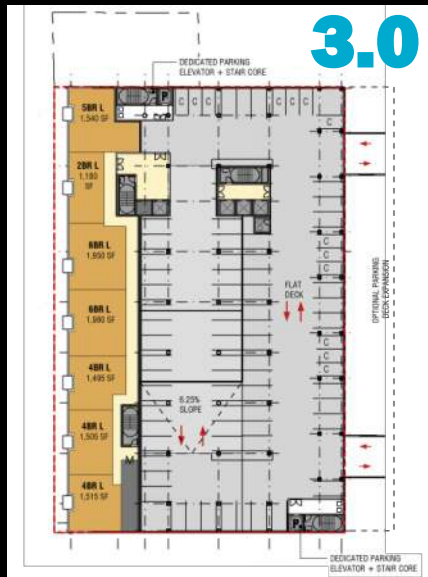 3.0
DEDICATED PARKING
ELEVATOR + STAIR CORE
5BR L
1,540 SF
P
C C C
C C C
C
2BR L
1,180
SF
6BR L
1,950 SF
C
C
C
C
6BR L
1,980 SF
FLAT
DECK
OPTIONAL PARKING
DECK EXPANSION
C
C
C
C
4BR L
1,495 SF
6.25%
SLOPE
4BR L
1,505 SF
M
4BR L
1,515 SF
P
DEDICATED PARKING
ELEVATOR + STAIR CORE